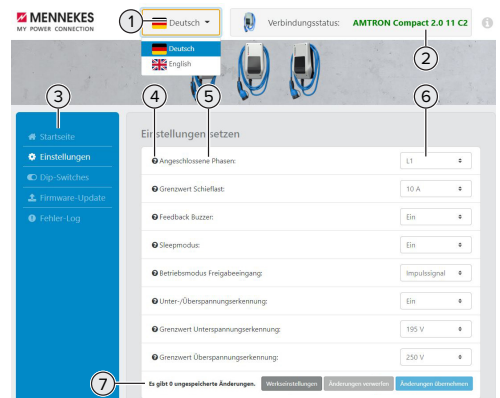 MENNEKES
MY POWER CONNECTION
1
Deutsch
Verbindungsstatus: AMTRON Compact 2.0 11 C2
2
Deutsch
English
3
4
5
6
Startseite
Einstellungen
Dip-Switches
Firmware-Update
Fehler-Log
Einstellungen setzen
Angeschlossene Phasen: L1
Grenzwert Schieflast: 10 A
Feedback Buzzer: Ein
Sleepmodus: Ein
Betriebsmodus Freigabeeingang: Impulssignal
Unter-/Überspannungserkennung: Ein
Grenzwert Unterspannungserkennung: 195 V
Grenzwert Überspannungserkennung: 250 V
7
Es gibt 0 ungespeicherte Änderungen. Werkseinstellungen Änderungen verwerfen Änderungen übernehmen